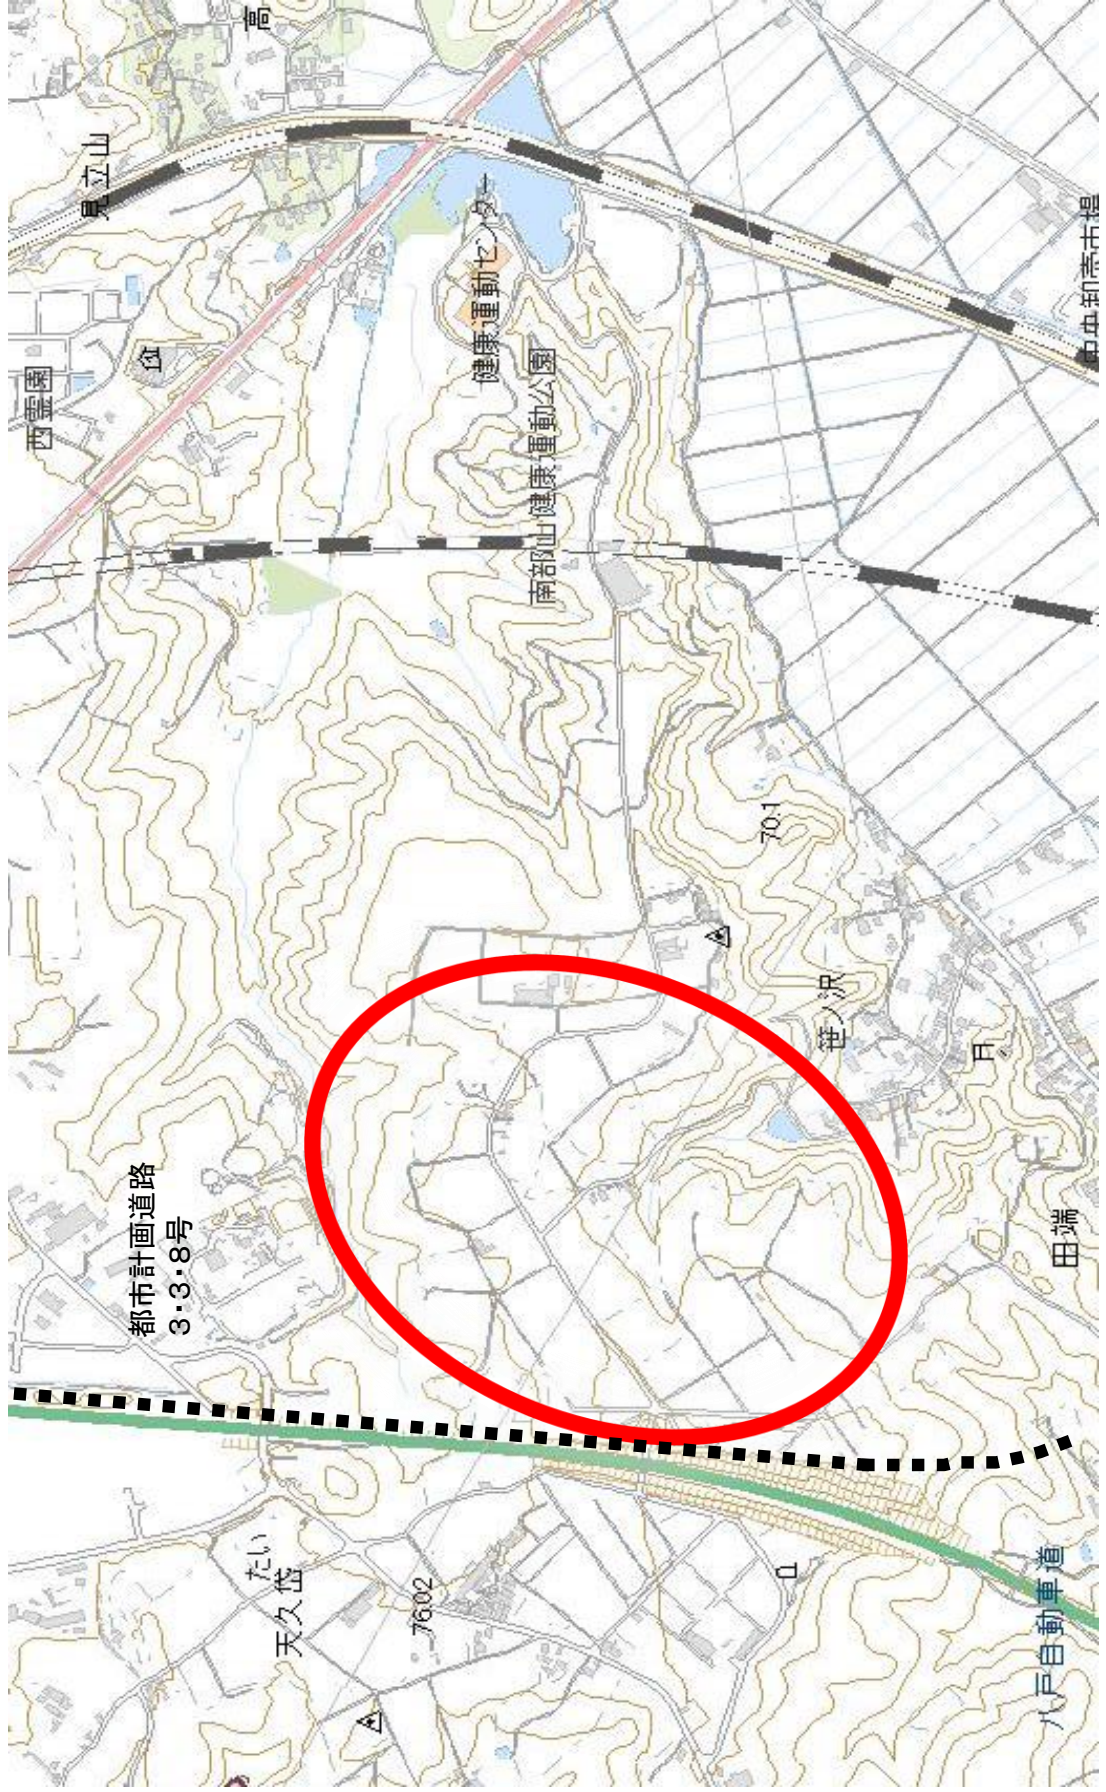 高
見立山
西霊園
健康運動センター
南部山健康運動公園
中央卸売市場
70.1
笹ノ沢
都市計画道路
3・3・8号
田端
たい
天久岱
76.02
八戸自動車道